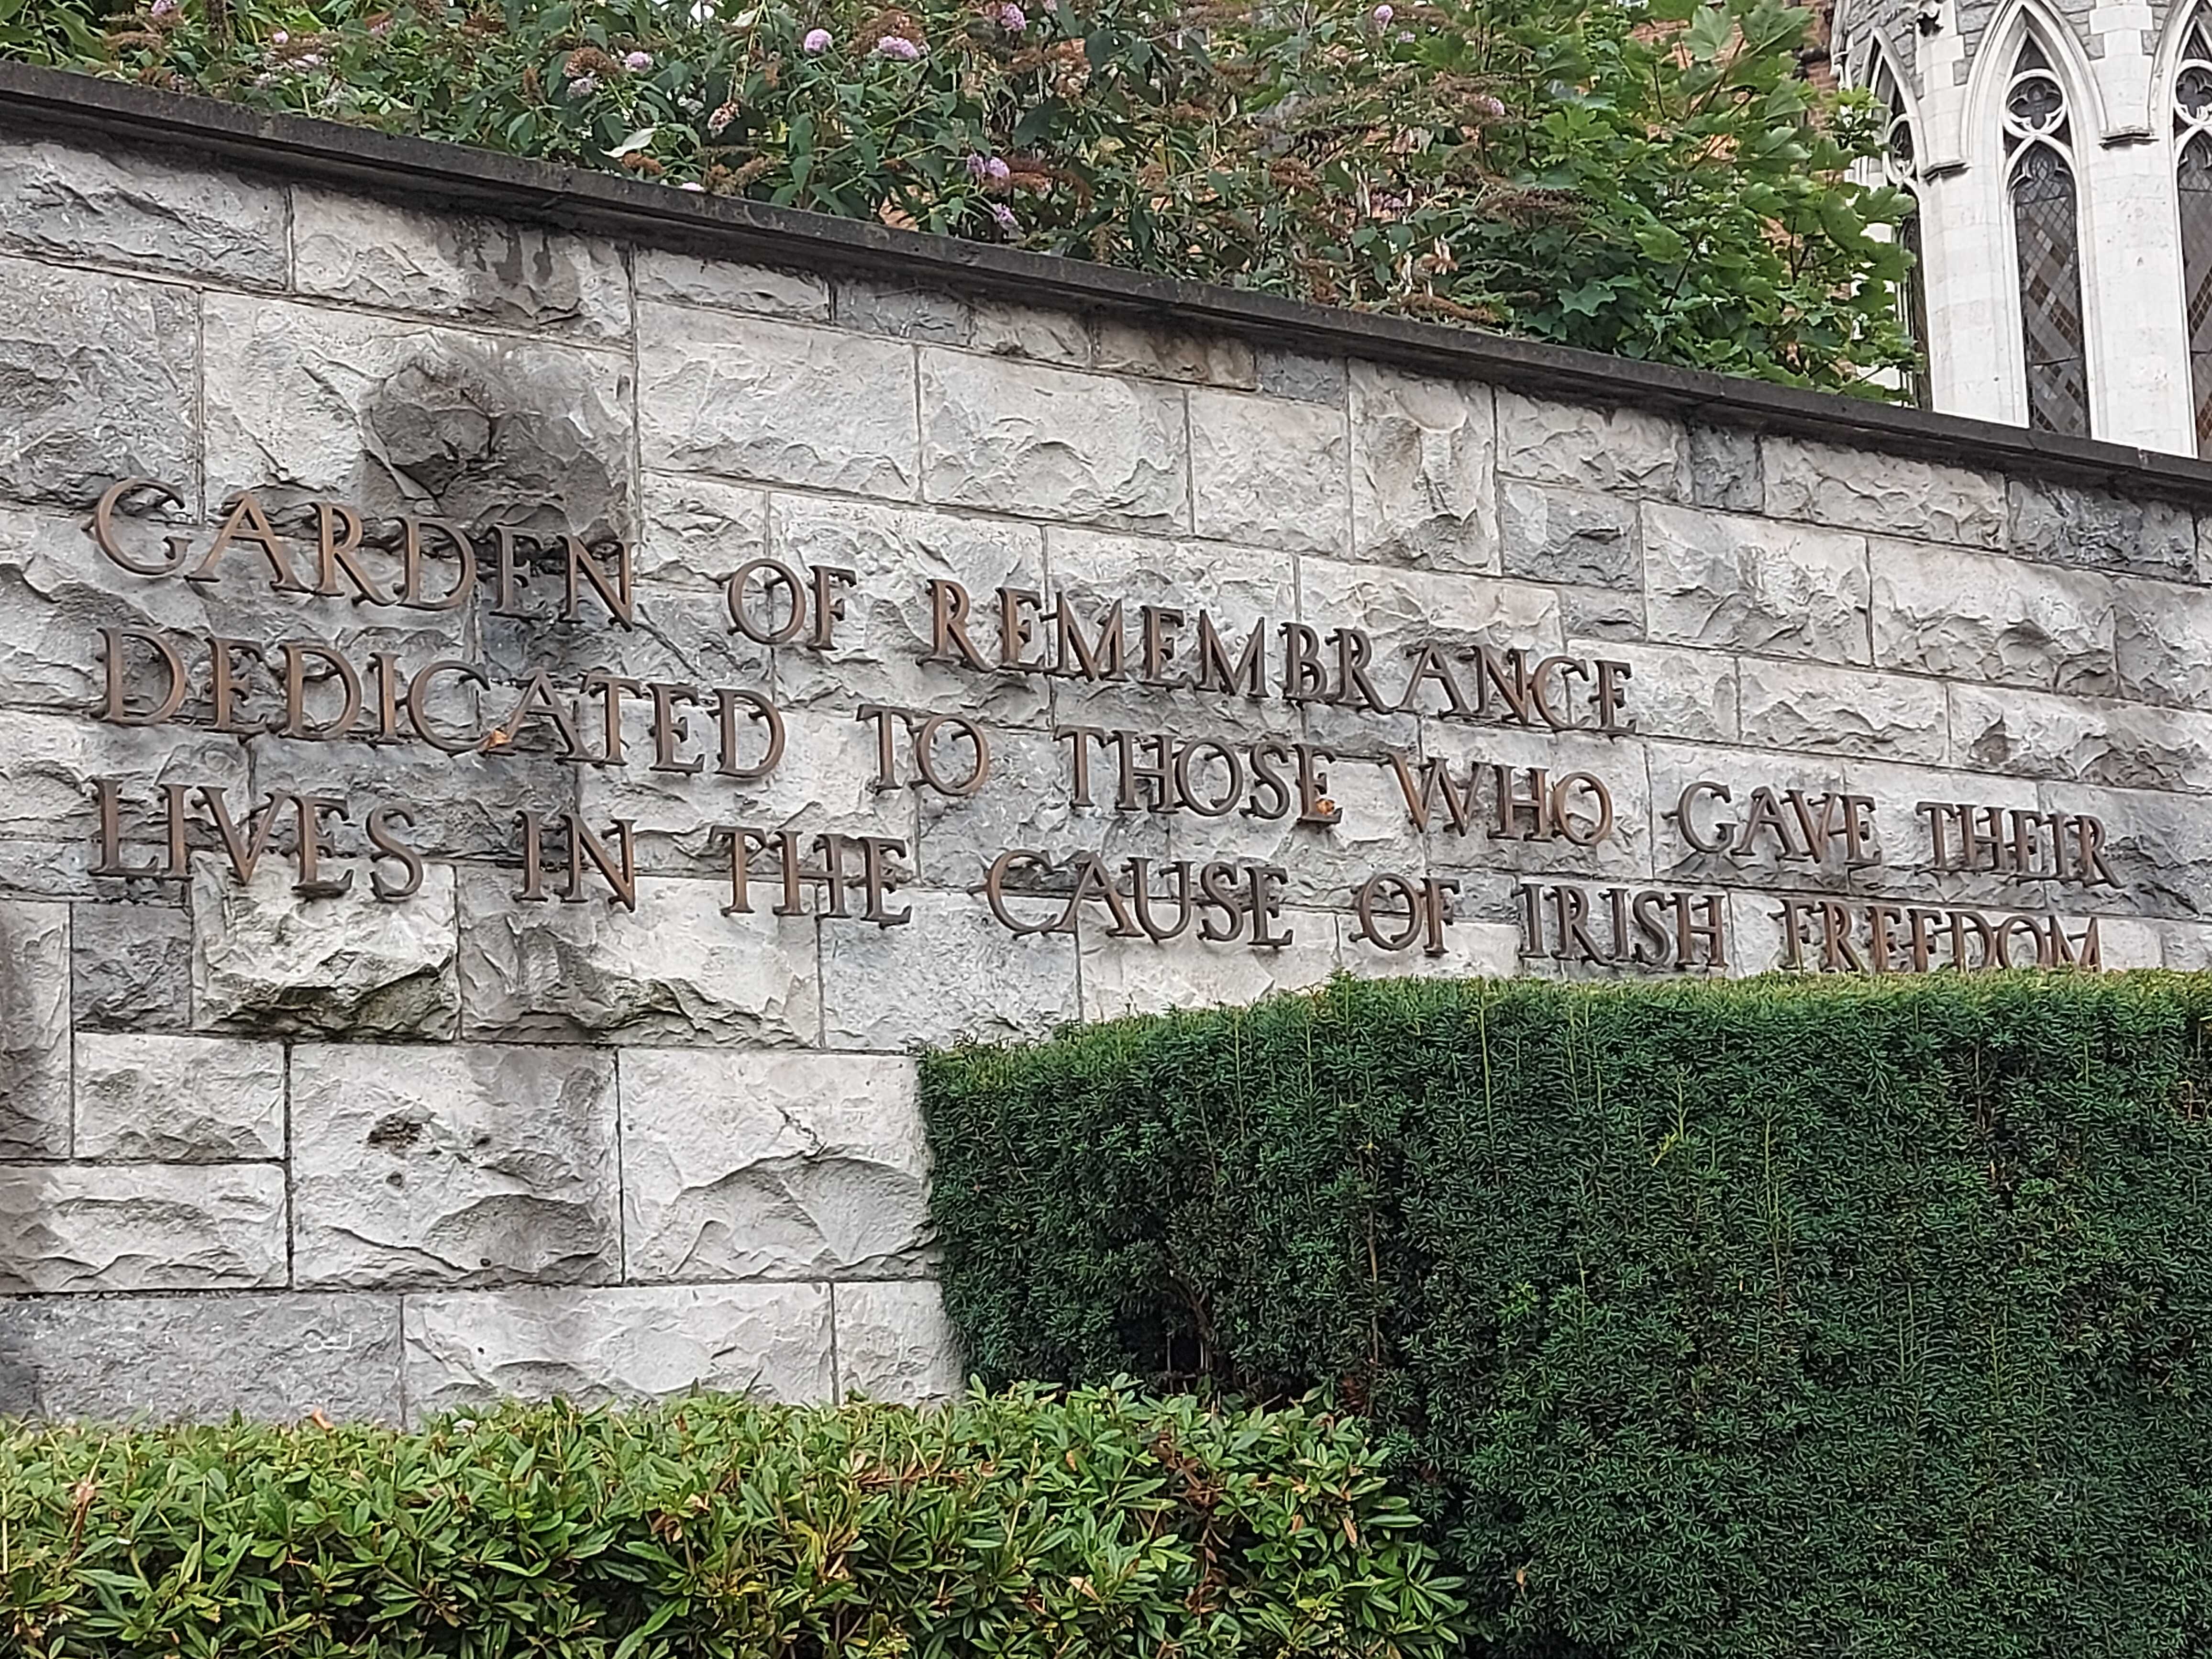 GARDEN OF REMEMBRANCE
DEDICATED TO THOSE WHO GAVE THEIR
LIVES IN THE CAUSE OF IRISH FREEDOM